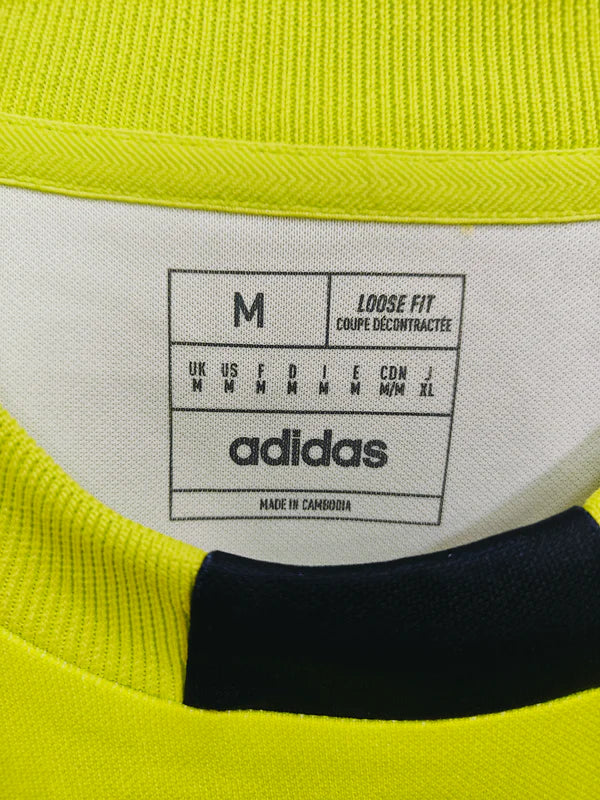 M
LOOSE FIT
COUPE DÉCONTRACTÉE
UK US F D I E CDN J
M M M M M M M/M XL
adidas
MADE IN CAMBODIA